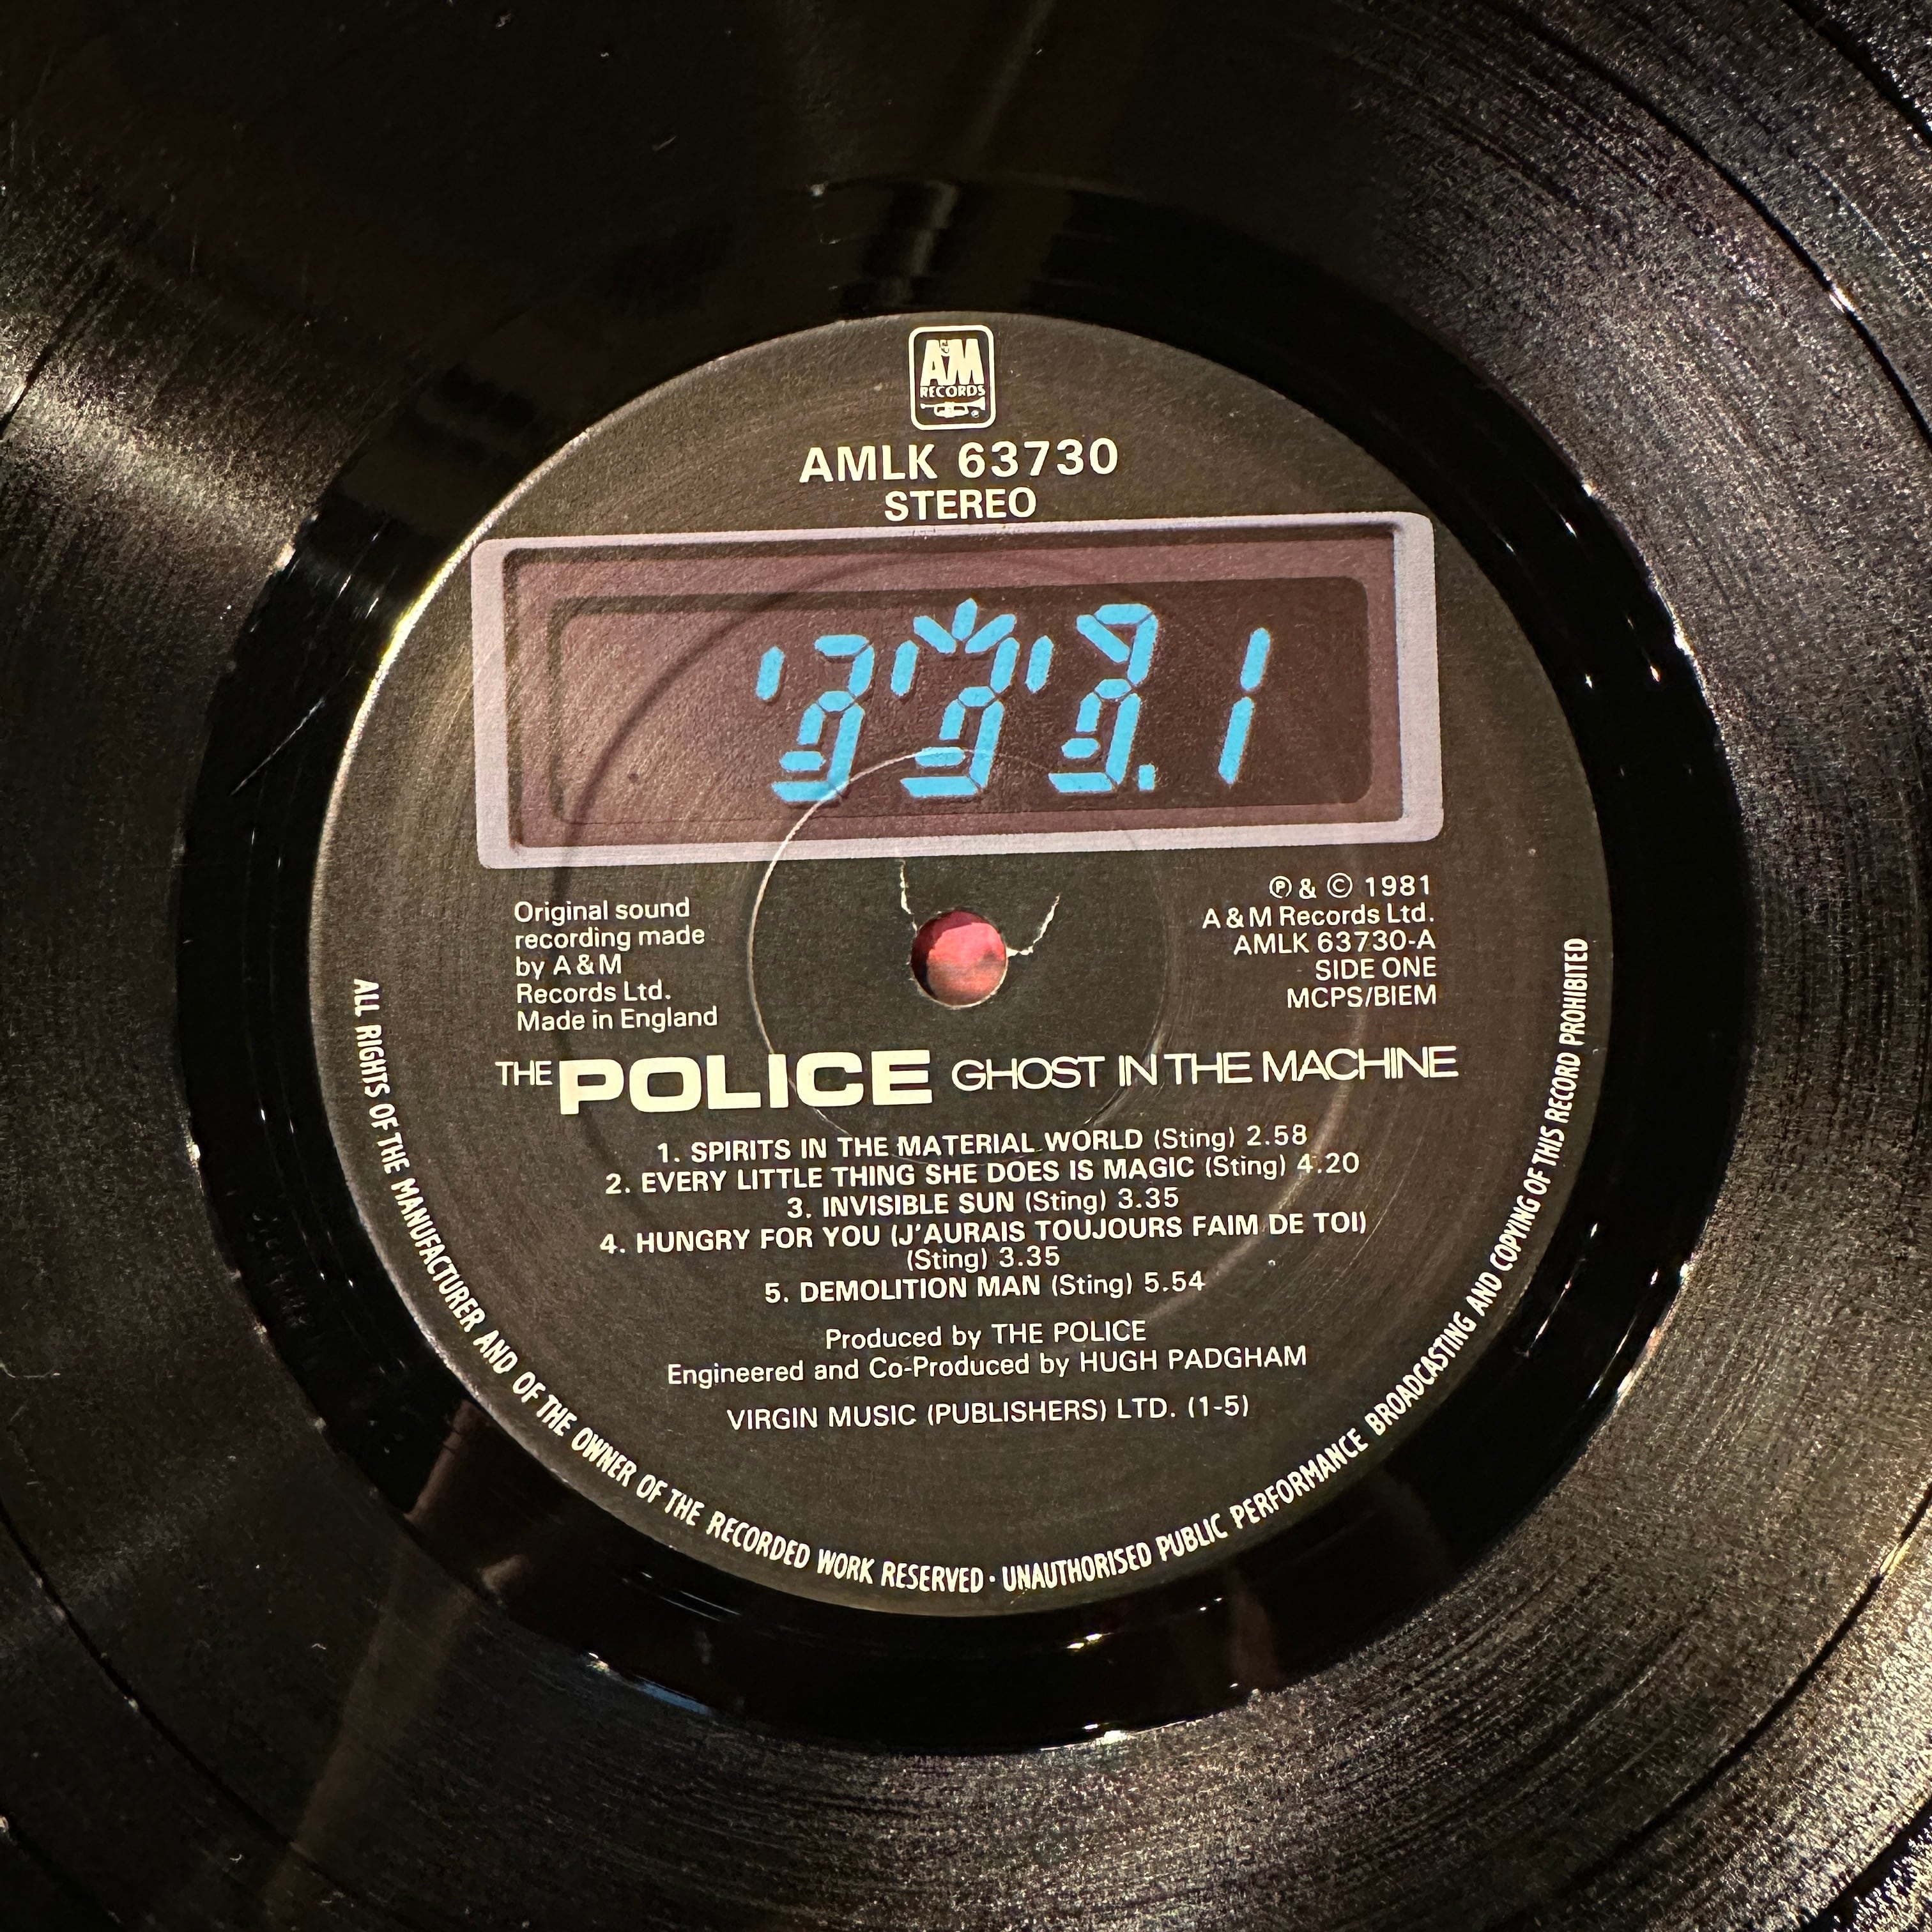 A&M
RECORDS
AMLK 63730
STEREO
.1
Original sound
recording made
by A&M
Records Ltd.
Made in England
℗ & © 1981
A&M Records Ltd.
AMLK 63730-A
SIDE ONE
MCPS/BIEM
THE POLICE GHOST IN THE MACHINE
1. SPIRITS IN THE MATERIAL WORLD (Sting) 2.58
2. EVERY LITTLE THING SHE DOES IS MAGIC (Sting) 4.20
3. INVISIBLE SUN (Sting) 3.35
4. HUNGRY FOR YOU (J'AURAIS TOUJOURS FAIM DE TOI)
(Sting) 3.35
5. DEMOLITION MAN (Sting) 5.54
Produced by THE POLICE
Engineered and Co-Produced by HUGH PADGHAM
VIRGIN MUSIC (PUBLISHERS) LTD. (1-5)
ALL RIGHTS OF THE MANUFACTURER AND OF THE OWNER OF THE RECORDED WORK RESERVED · UNAUTHORISED PUBLIC PERFORMANCE BROADCASTING AND COPYING OF THIS RECORD PROHIBITED